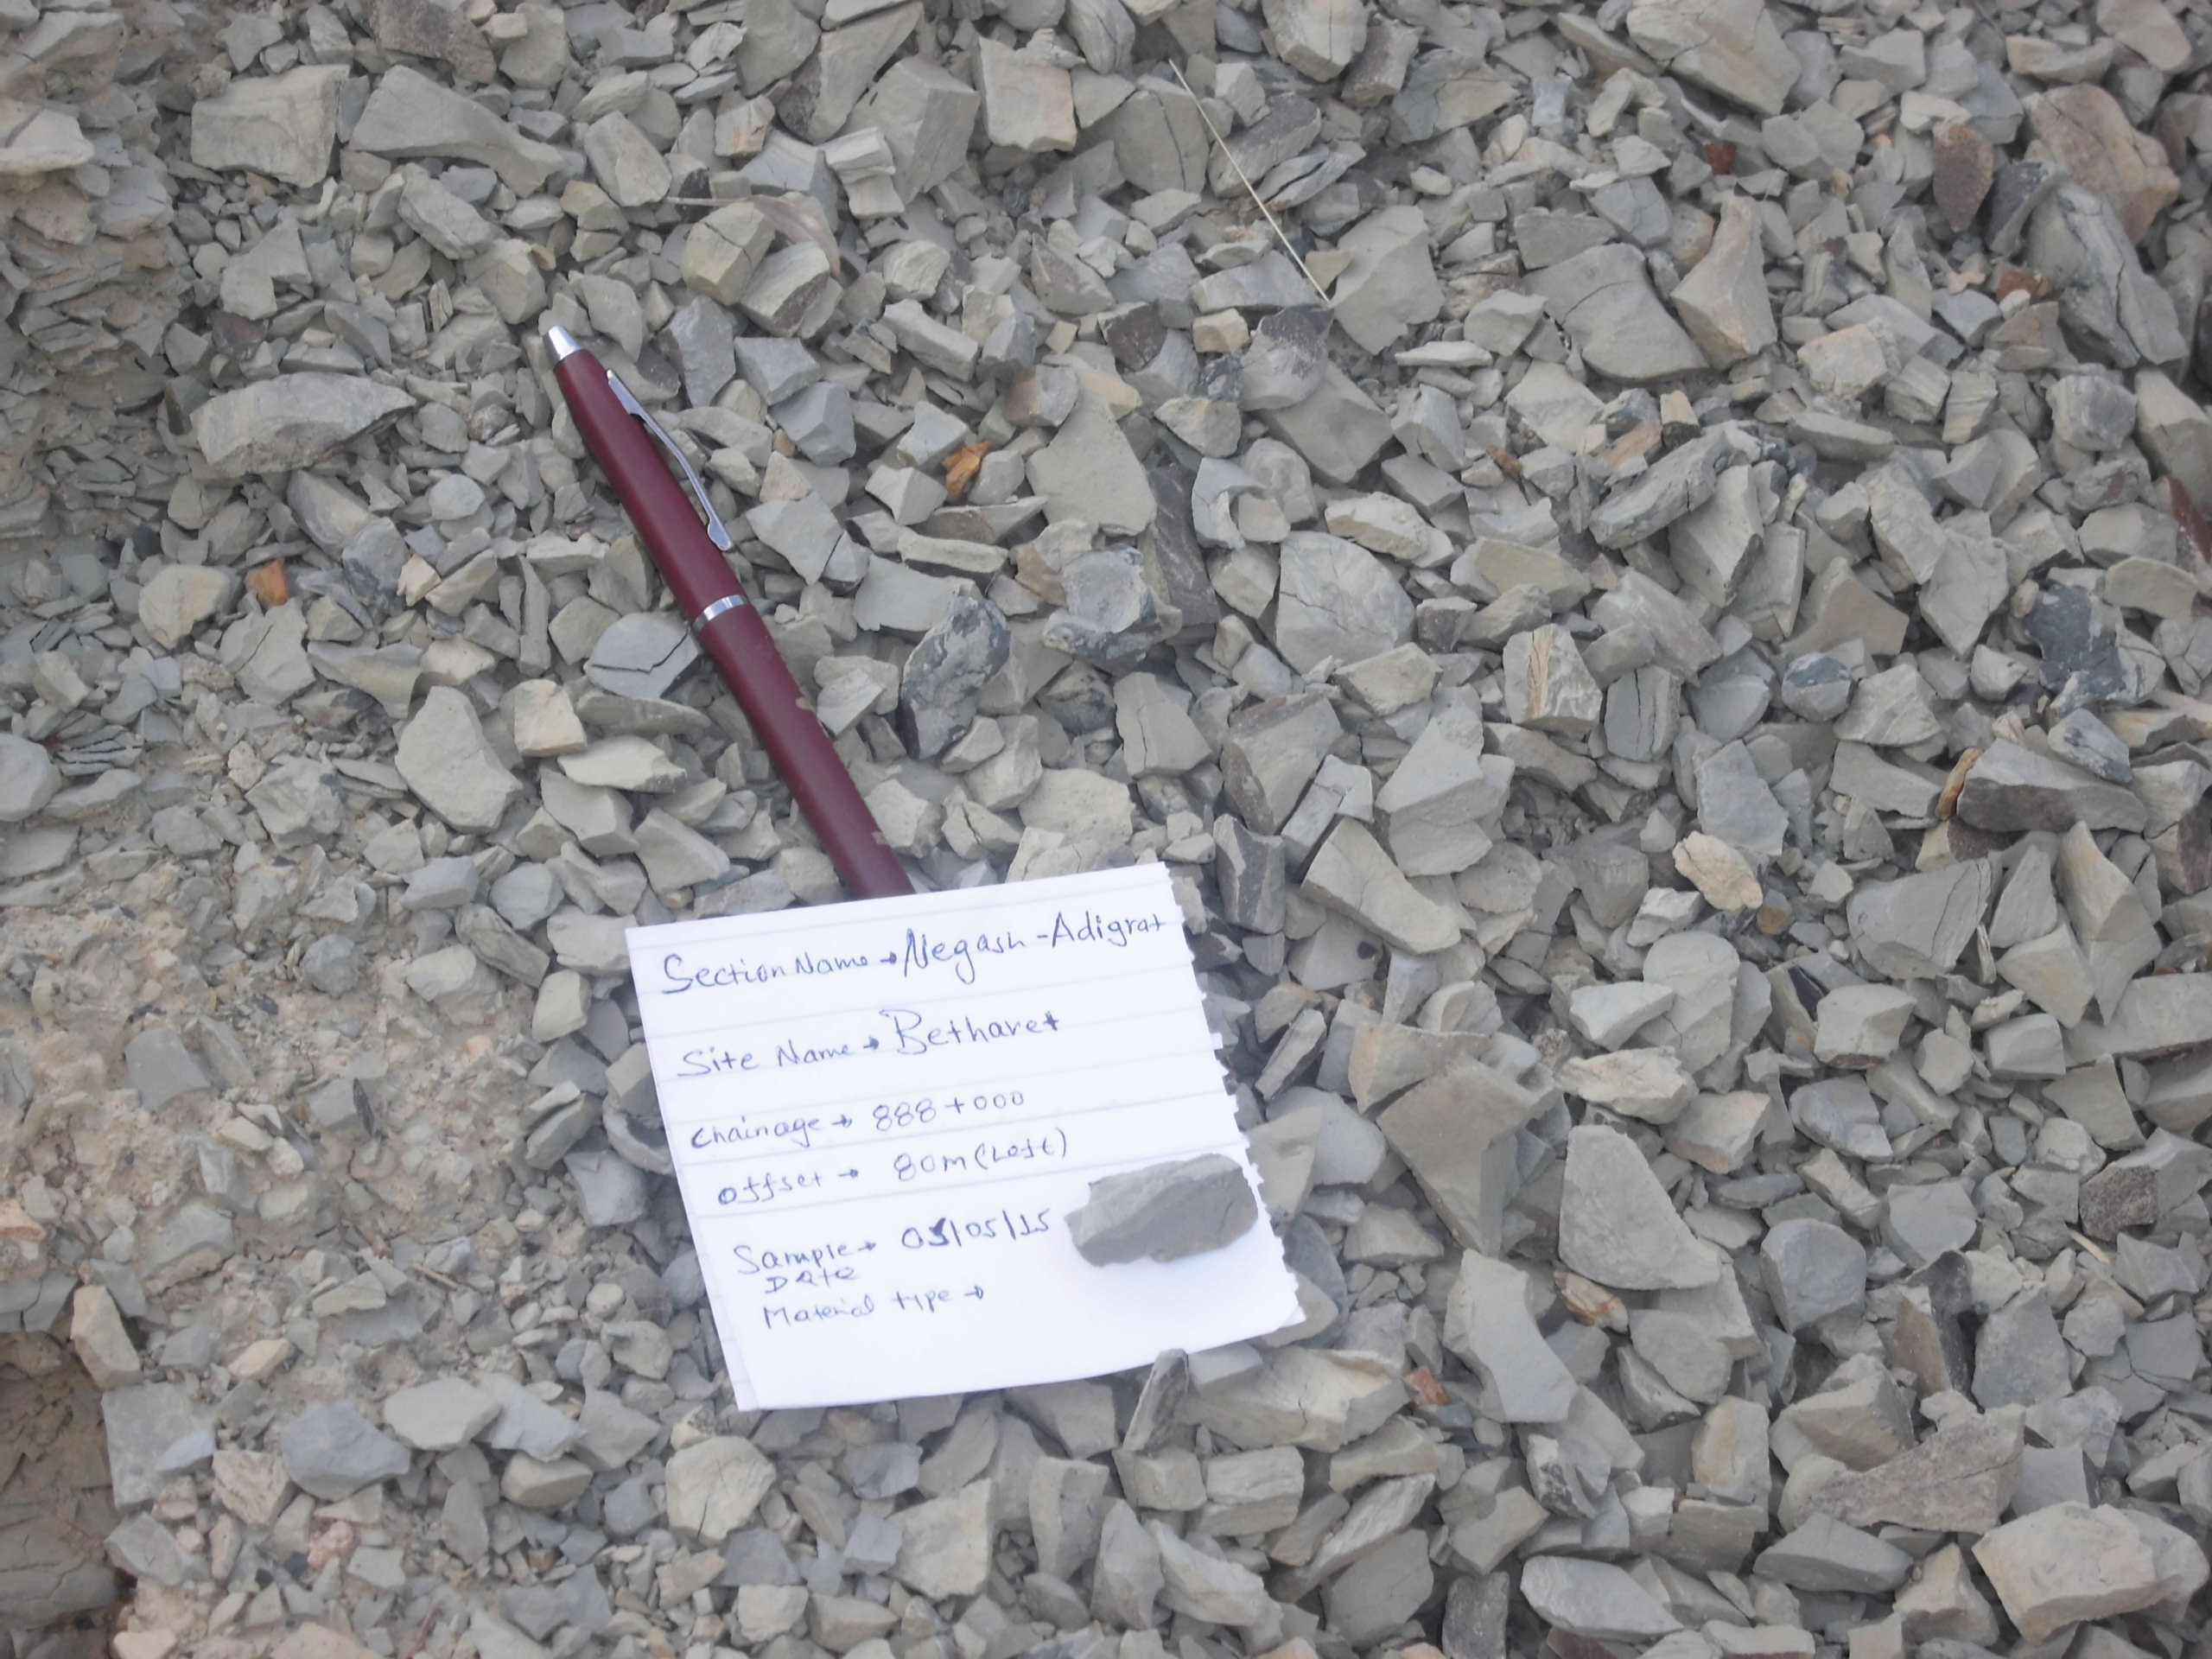 Section Name → Negash - Adigrat
Site Name → Bethavet
Chainage → 888+000
Offset → 80m (Left)
Sample → 03/05/15
Date
Material type →